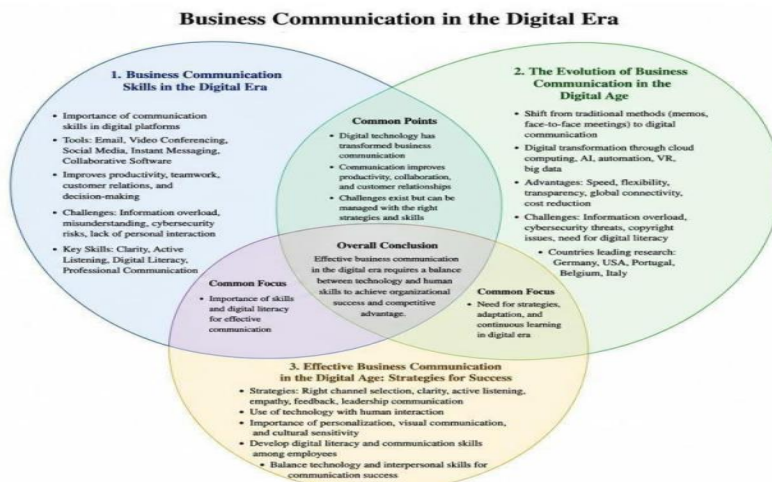 Business Communication in the Digital Era
1. Business Communication
Skills in the Digital Era
• Importance of communication
skills in digital platforms
• Tools: Email, Video Conferencing,
Social Media, Instant Messaging,
Collaborative Software
• Improves productivity, teamwork,
customer relations, and
decision-making
• Challenges: Information overload,
misunderstanding, cybersecurity
risks, lack of personal interaction
• Key Skills: Clarity, Active
Listening, Digital Literacy,
Professional Communication
Common Points
• Digital technology has
transformed business
communication
• Communication improves
productivity, collaboration,
and customer relationships
• Challenges exist but can be
managed with the right
strategies and skills
2. The Evolution of Business
Communication in the
Digital Age
• Shift from traditional methods (memos,
face-to-face meetings) to digital
communication
• Digital transformation through cloud
computing, AI, automation, VR,
big data
• Advantages: Speed, flexibility,
transparency, global connectivity,
cost reduction
• Challenges: Information overload,
cybersecurity threats, copyright
issues, need for digital literacy
• Countries leading research:
Germany, USA, Portugal,
Belgium, Italy
Overall Conclusion
Effective business communication
in the digital era requires a balance
between technology and human
skills to achieve organizational
success and competitive
advantage.
Common Focus
• Importance of skills
and digital literacy
for effective
communication
Common Focus
• Need for strategies,
adaptation, and
continuous learning
in digital era
3. Effective Business Communication
in the Digital Age: Strategies for Success
• Strategies: Right channel selection, clarity, active listening,
empathy, feedback, leadership communication
• Use of technology with human interaction
• Importance of personalization, visual communication,
and cultural sensitivity
• Develop digital literacy and communication skills
among employees
• Balance technology and interpersonal skills for
communication success